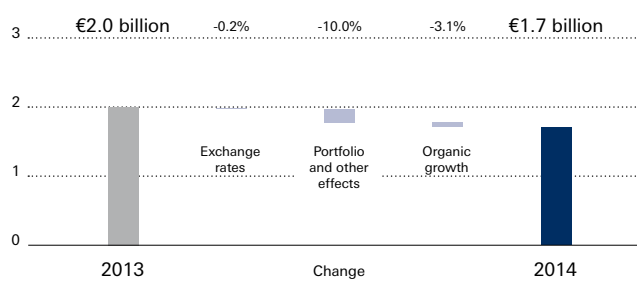 €2.0 billion -0.2% -10.0% -3.1% €1.7 billion
3
2
Exchange rates
Portfolio and other effects
Organic growth
1
0
2013 Change 2014